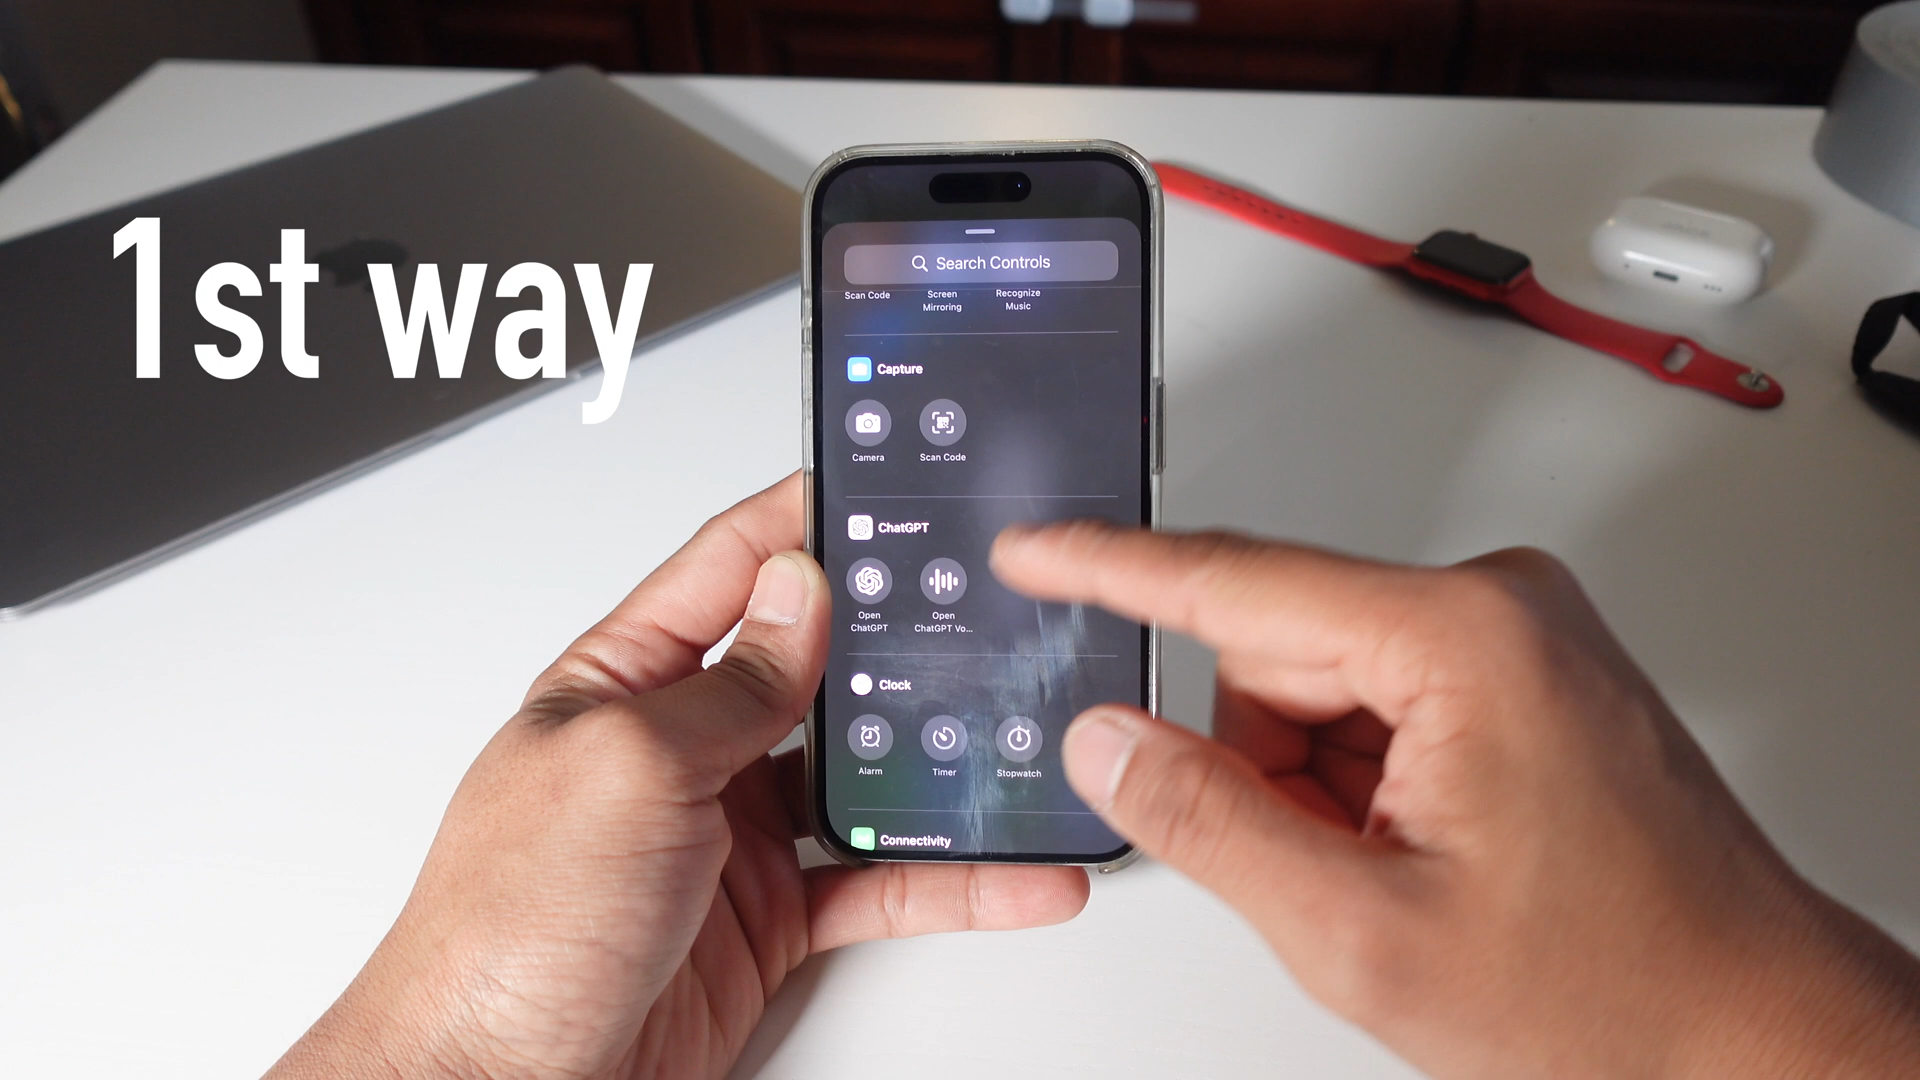 1st way
Search Controls
Scan Code
Screen
Mirroring
Recognize
Music
Capture
Camera
Scan Code
ChatGPT
Open
ChatGPT
Open
ChatGPT Vo...
Clock
Alarm
Timer
Stopwatch
Connectivity